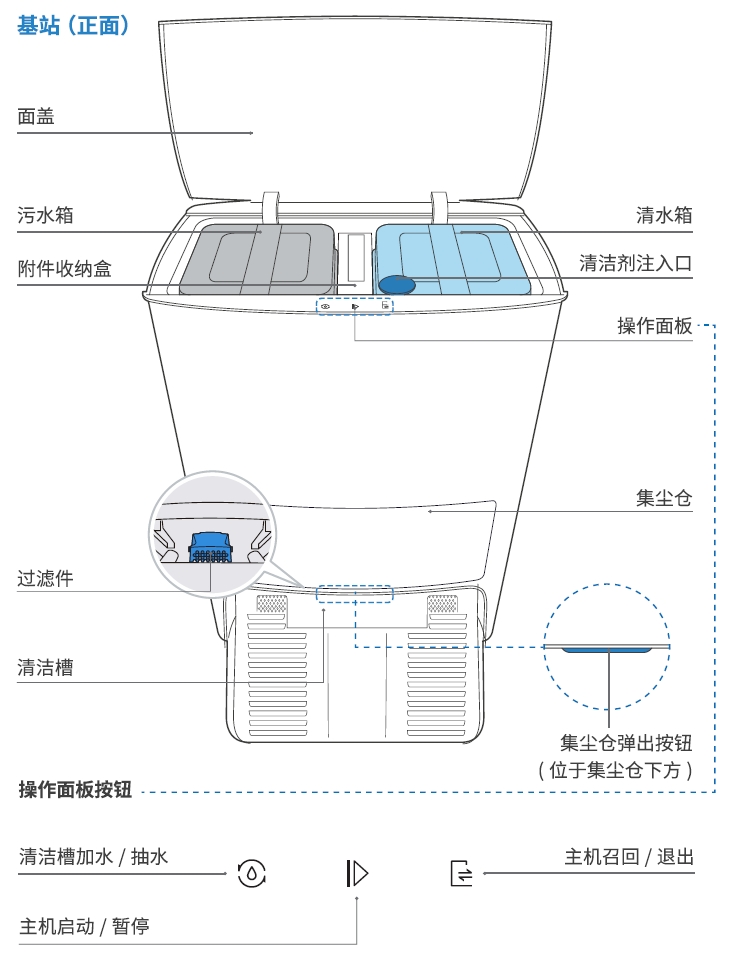 基站（正面）
面盖
污水箱
清水箱
附件收纳盒
清洁剂注入口
操作面板
集尘仓
过滤件
清洁槽
集尘仓弹出按钮
( 位于集尘仓下方 )
操作面板按钮
清洁槽加水 / 抽水
主机召回 / 退出
主机启动 / 暂停